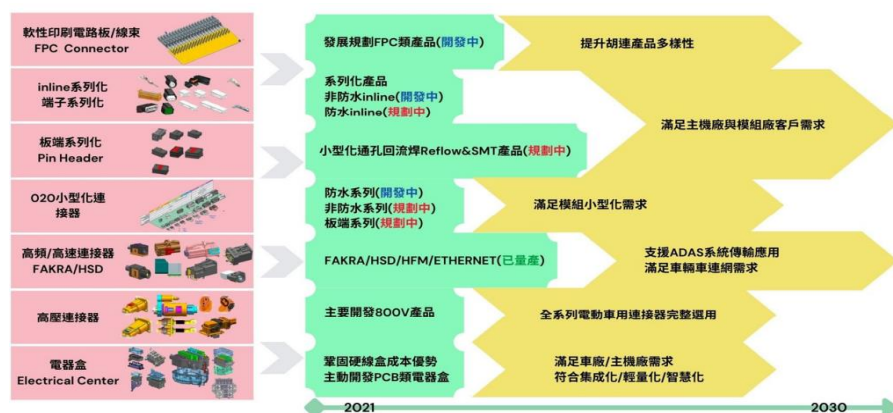 軟性印刷電路板/線束
FPC Connector
發展規劃FPC類產品(開發中)
提升胡連產品多樣性
inline系列化
端子系列化
系列化產品
非防水inline(開發中)
防水inline(規劃中)
滿足主機廠與模組廠客戶需求
板端系列化
Pin Header
小型化通孔回流焊Reflow&SMT產品(規劃中)
020小型化連
接器
防水系列(開發中)
非防水系列(規劃中)
板端系列(規劃中)
滿足模組小型化需求
高頻/高速連接器
FAKRA/HSD
FAKRA/HSD/HFM/ETHERNET(已量產)
支援ADAS系統傳輸應用
滿足車輛車連網需求
高壓連接器
主要開發800V產品
全系列電動車用連接器完整選用
電器盒
Electrical Center
鞏固硬線盒成本優勢
主動開發PCB類電器盒
滿足車廠/主機廠需求
符合集成化/輕量化/智慧化
2021
2030